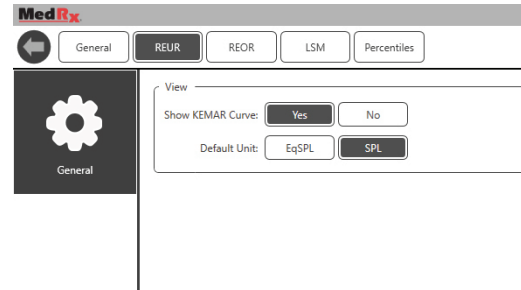 MedRx
General REUR REOR LSM Percentiles
View
Show KEMAR Curve: Yes No
Default Unit: EqSPL SPL
General